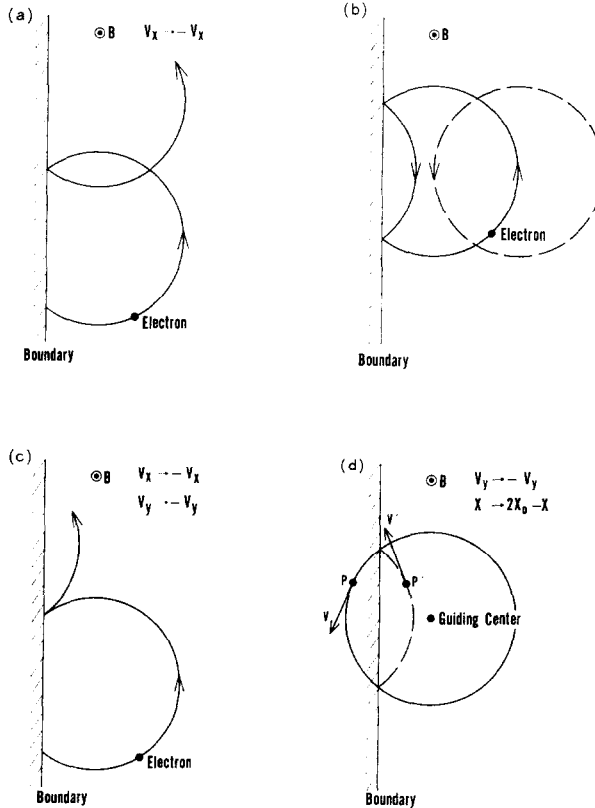 (a)
⊙B Vx → − Vx
Electron
Boundary
(b)
⊙B
Electron
Boundary
(c)
⊙B Vx → − Vx
Vy → − Vy
Electron
Boundary
(d)
⊙B Vy → − Vy
X → 2X₀ − X
V'
P
P'
V
Guiding Center
Boundary